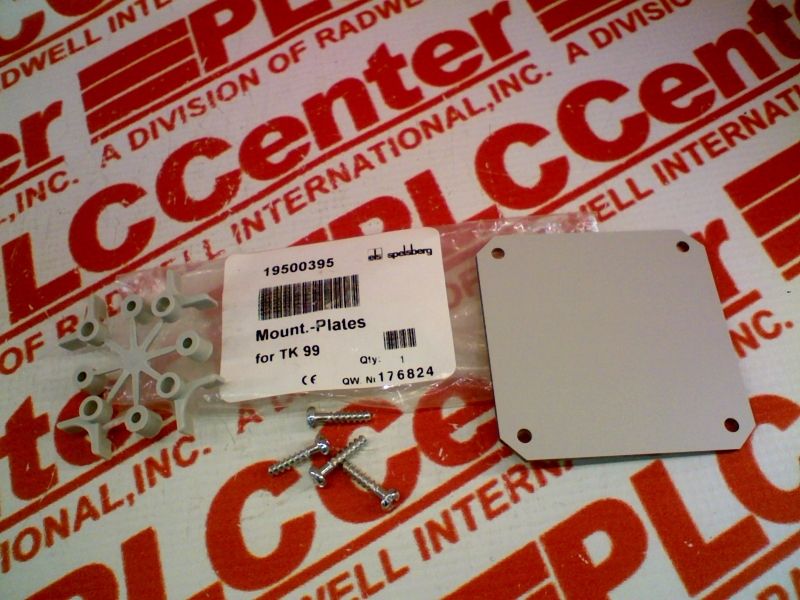 PLCCenter
A DIVISION OF RADWELL INTERNATIONAL, INC.
19500395
els spelsberg
Mount.-Plates
for TK 99
Qty: 1
CE QW. Nr 176824